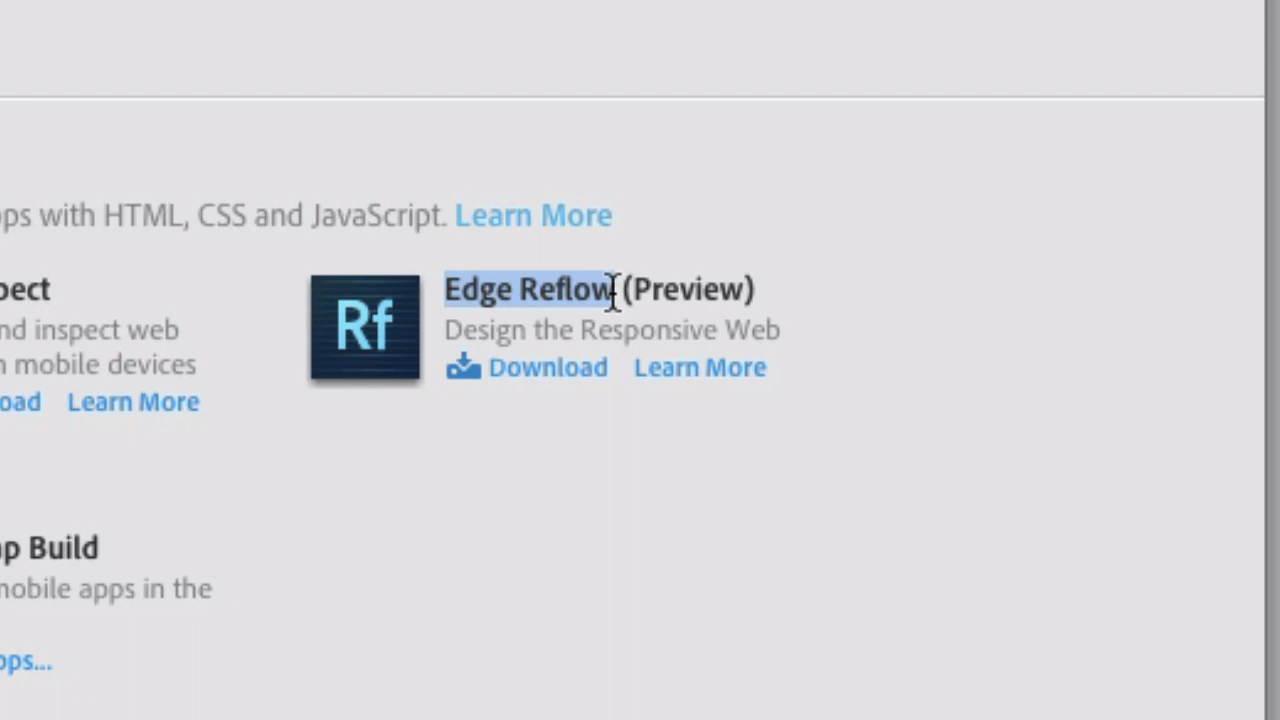 ps with HTML, CSS and JavaScript. Learn More
Rf
Edge Reflow (Preview)
Design the Responsive Web
Download Learn More
pect
nd inspect web
mobile devices
oad Learn More
p Build
mobile apps in the
pps...